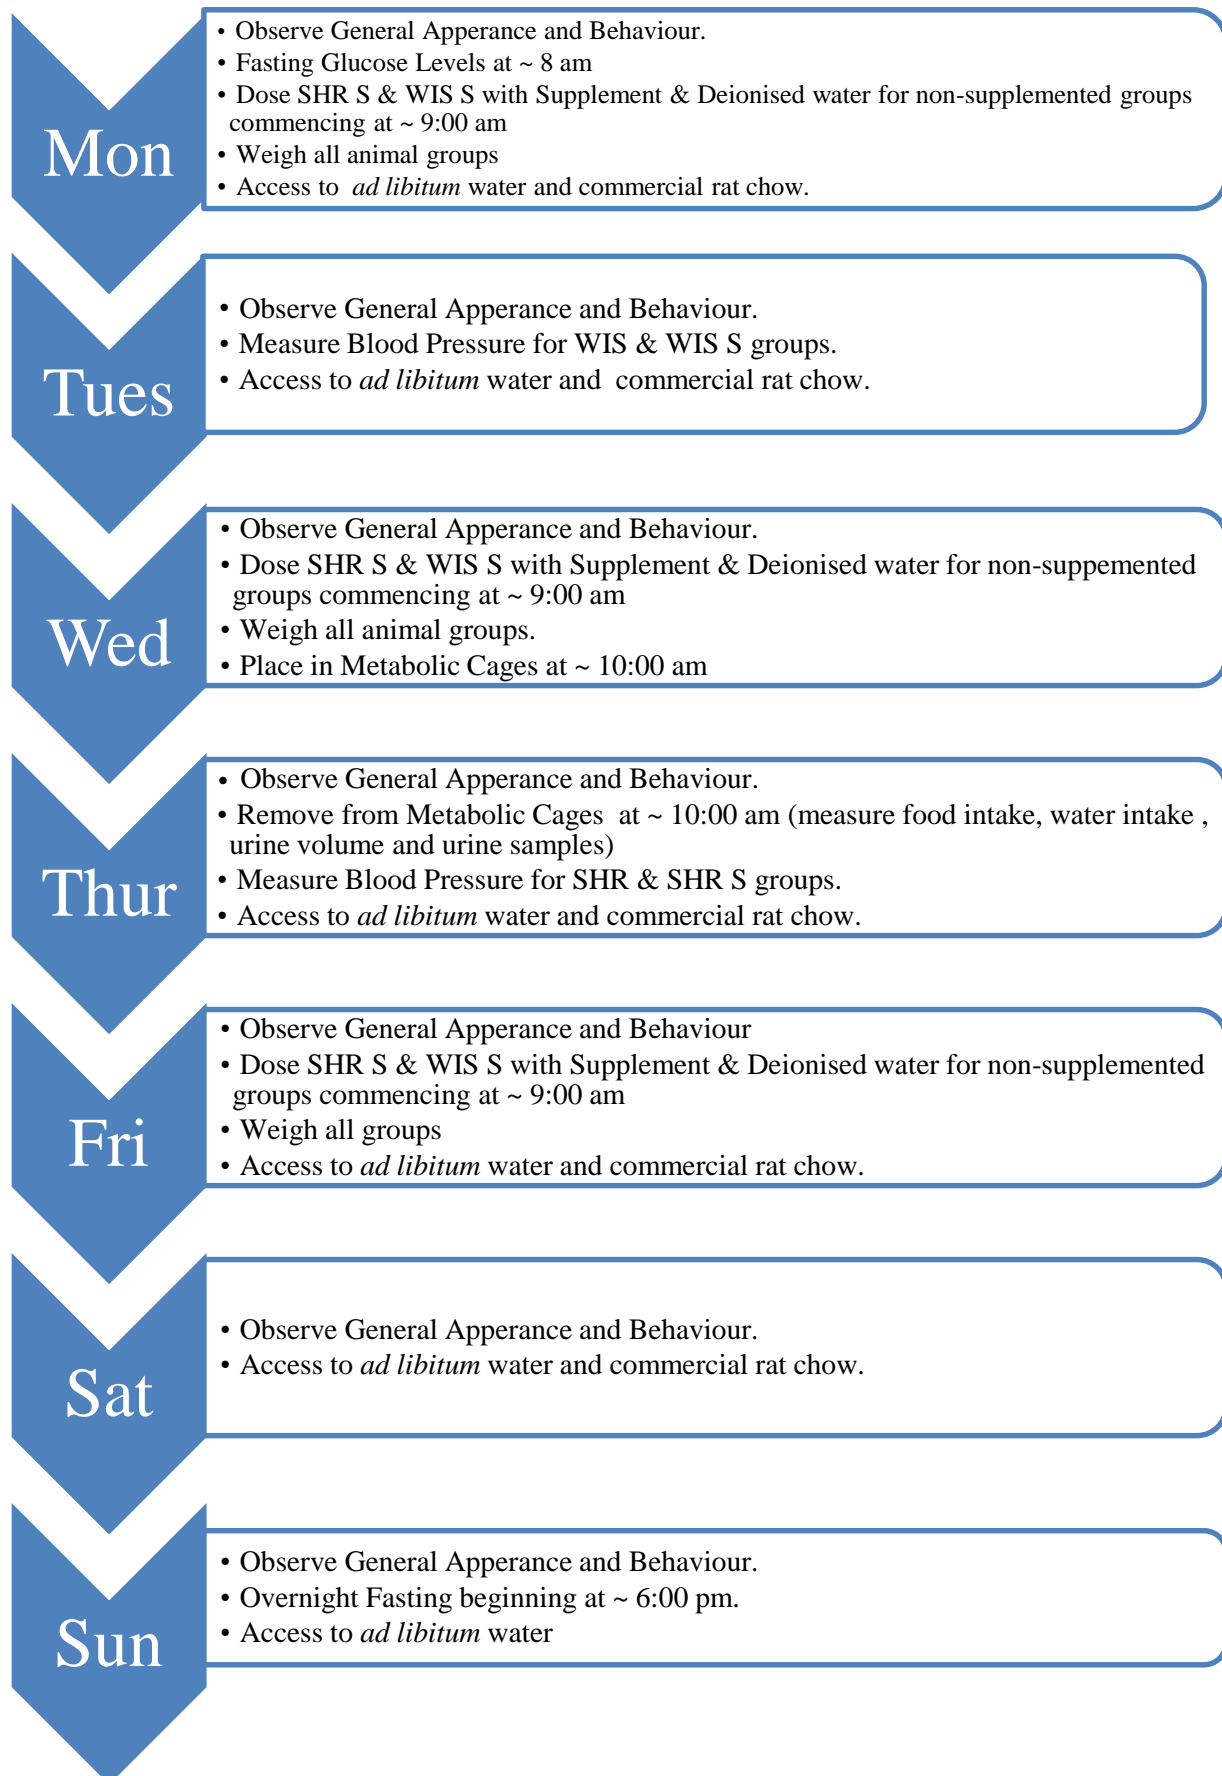 Mon
• Observe General Apperance and Behaviour.
• Fasting Glucose Levels at ~ 8 am
• Dose SHR S & WIS S with Supplement & Deionised water for non-supplemented groups
commencing at ~ 9:00 am
• Weigh all animal groups
• Access to ad libitum water and commercial rat chow.
Tues
• Observe General Apperance and Behaviour.
• Measure Blood Pressure for WIS & WIS S groups.
• Access to ad libitum water and commercial rat chow.
Wed
• Observe General Apperance and Behaviour.
• Dose SHR S & WIS S with Supplement & Deionised water for non-suppemented
groups commencing at ~ 9:00 am
• Weigh all animal groups.
• Place in Metabolic Cages at ~ 10:00 am
Thur
• Observe General Apperance and Behaviour.
• Remove from Metabolic Cages at ~ 10:00 am (measure food intake, water intake ,
urine volume and urine samples)
• Measure Blood Pressure for SHR & SHR S groups.
• Access to ad libitum water and commercial rat chow.
Fri
• Observe General Apperance and Behaviour
• Dose SHR S & WIS S with Supplement & Deionised water for non-supplemented
groups commencing at ~ 9:00 am
• Weigh all groups
• Access to ad libitum water and commercial rat chow.
Sat
• Observe General Apperance and Behaviour.
• Access to ad libitum water and commercial rat chow.
Sun
• Observe General Apperance and Behaviour.
• Overnight Fasting beginning at ~ 6:00 pm.
• Access to ad libitum water